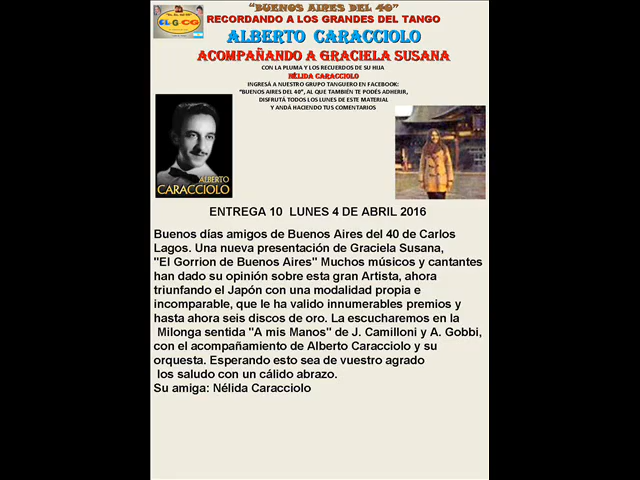 "BUENOS AIRES DEL 40"
RECORDANDO A LOS GRANDES DEL TANGO
ALBERTO CARACCIOLO
ACOMPAÑANDO A GRACIELA SUSANA
CON LA PLUMA Y LOS RECUERDOS DE SU HIJA
NÉLIDA CARACCIOLO
INGRESÁ A NUESTRO GRUPO TANGUERO EN FACEBOOK:
"BUENOS AIRES DEL 40", AL QUE TAMBIÉN TE PODÉS ADHERIR,
DISFRUTÁ TODOS LOS LUNES DE ESTE MATERIAL
Y ANDÁ HACIENDO TUS COMENTARIOS
ALBERTO
CARACCIOLO
ENTREGA 10 LUNES 4 DE ABRIL 2016
Buenos días amigos de Buenos Aires del 40 de Carlos
Lagos. Una nueva presentación de Graciela Susana,
"El Gorrion de Buenos Aires" Muchos músicos y cantantes
han dado su opinión sobre esta gran Artista, ahora
triunfando el Japón con una modalidad propia e
incomparable, que le ha valido innumerables premios y
hasta ahora seis discos de oro. La escucharemos en la
Milonga sentida "A mis Manos" de J. Camilloni y A. Gobbi,
con el acompañamiento de Alberto Caracciolo y su
orquesta. Esperando esto sea de vuestro agrado
los saludo con un cálido abrazo.
Su amiga: Nélida Caracciolo